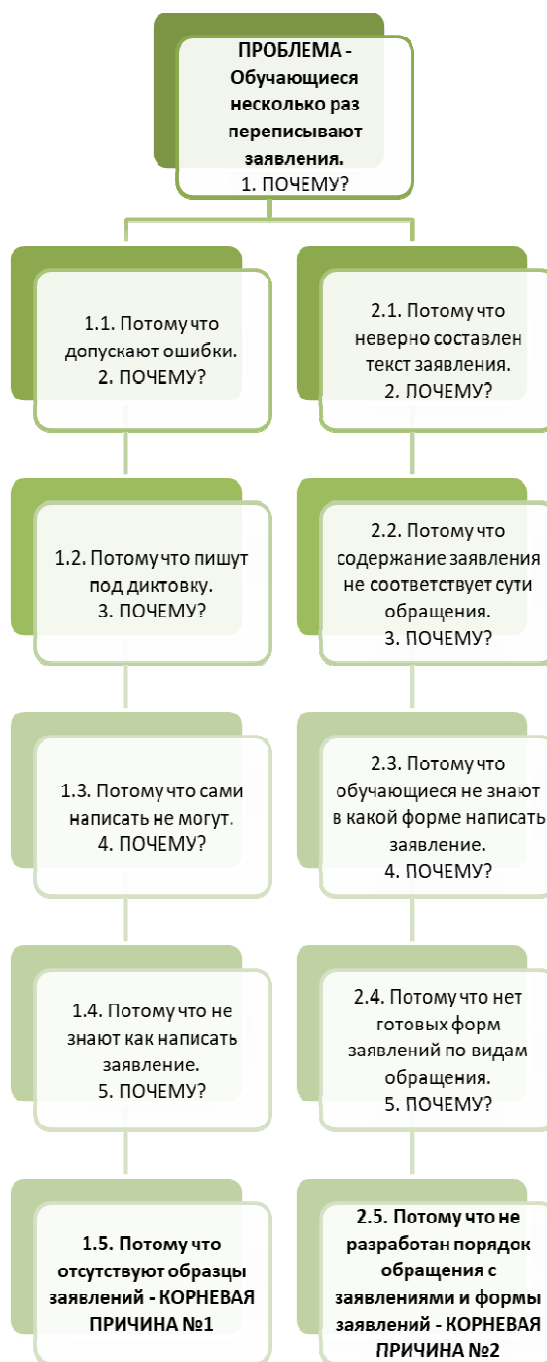 ПРОБЛЕМА -
Обучающиеся
несколько раз
переписывают
заявления.
1. ПОЧЕМУ?
1.1. Потому что
допускают ошибки.
2. ПОЧЕМУ?
2.1. Потому что
неверно составлен
текст заявления.
2. ПОЧЕМУ?
1.2. Потому что пишут
под диктовку.
3. ПОЧЕМУ?
2.2. Потому что
содержание заявления
не соответствует сути
обращения.
3. ПОЧЕМУ?
1.3. Потому что сами
написать не могут.
4. ПОЧЕМУ?
2.3. Потому что
обучающиеся не знают
в какой форме написать
заявление.
4. ПОЧЕМУ?
1.4. Потому что не
знают как написать
заявление.
5. ПОЧЕМУ?
2.4. Потому что нет
готовых форм
заявлений по видам
обращения.
5. ПОЧЕМУ?
1.5. Потому что
отсутствуют образцы
заявлений - КОРНЕВАЯ
ПРИЧИНА №1
2.5. Потому что не
разработан порядок
обращения с
заявлениями и формы
заявлений - КОРНЕВАЯ
ПРИЧИНА №2